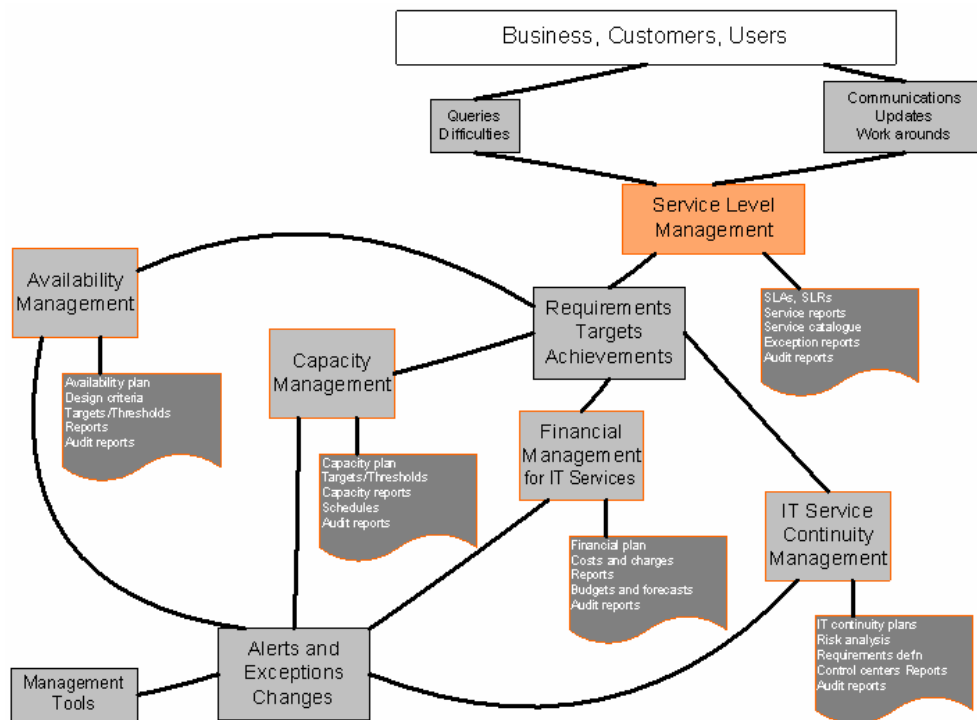 Business, Customers, Users
Queries
Difficulties
Communications
Updates
Work arounds
Service Level
Management
Availability
Management
Requirements
Targets
Achievements
SLAs, SLRs
Service reports
Service catalogue
Exception reports
Audit reports
Capacity
Management
Availability plan
Design criteria
Targets/Thresholds
Reports
Audit reports
Financial
Management
for IT Services
Capacity plan
Targets/Thresholds
Capacity reports
Schedules
Audit reports
IT Service
Continuity
Management
Financial plan
Costs and charges
Reports
Budgets and forecasts
Audit reports
IT continuity plans
Risk analysis
Requirements defn
Control centers Reports
Audit reports
Alerts and
Exceptions
Changes
Management
Tools